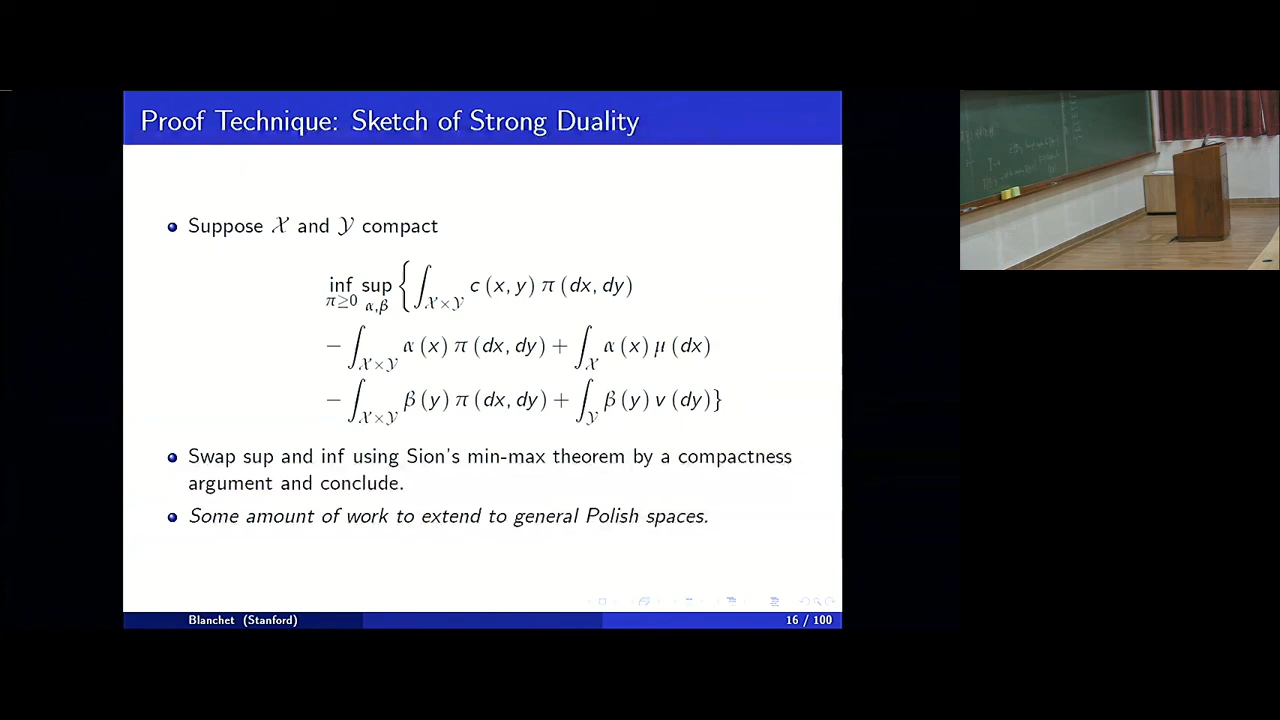 Proof Technique: Sketch of Strong Duality
Suppose 𝒳 and 𝒴 compact
inf sup { ∫ c (x, y) π (dx, dy)
π≥0 α,β 𝒳×𝒴
− ∫ α (x) π (dx, dy) + ∫ α (x) μ (dx)
𝒳×𝒴 𝒳
− ∫ β (y) π (dx, dy) + ∫ β (y) v (dy)}
𝒳×𝒴 𝒴
Swap sup and inf using Sion's min-max theorem by a compactness
argument and conclude.
Some amount of work to extend to general Polish spaces.
Blanchet (Stanford)
16 / 100